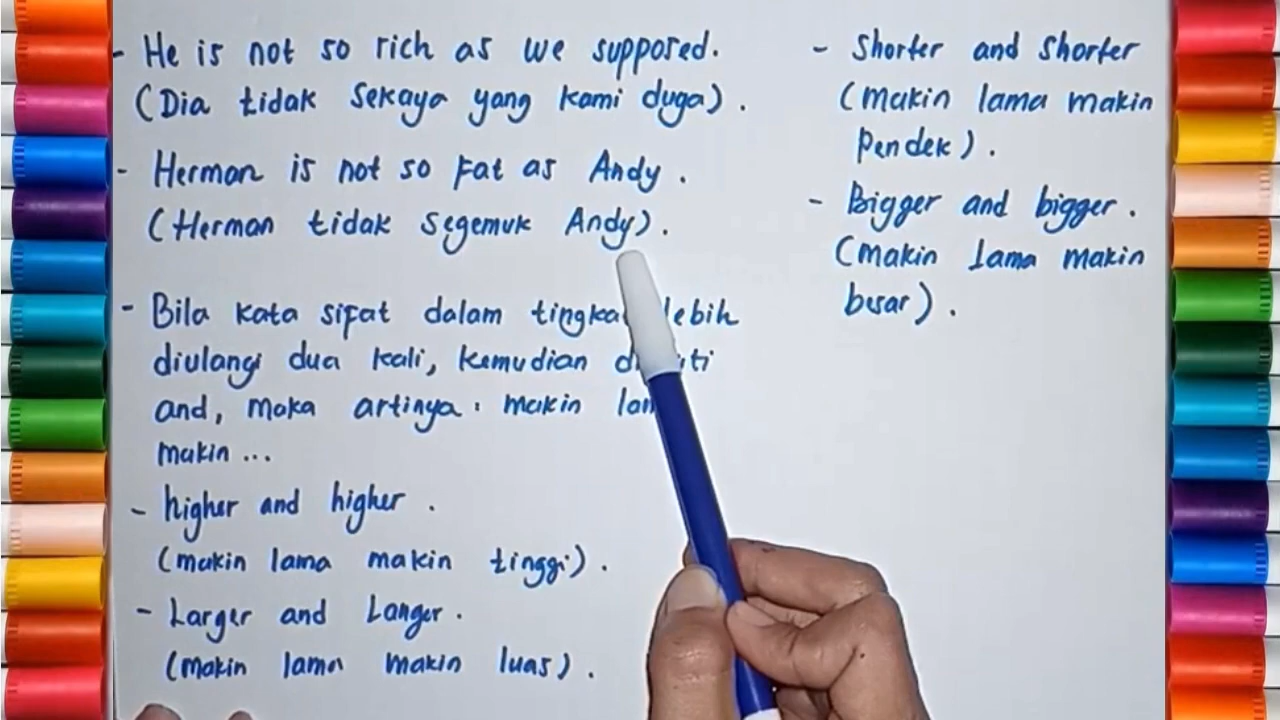 - He is not so rich as we supposed.
(Dia tidak sekaya yang kami duga).
- Herman is not so fat as Andy.
(Herman tidak segemuk Andy).
- Bila kata sifat dalam lebih
diulangi dua kali, kemudian
and, maka artinya: makin
makin ...
- higher and higher.
(makin lama makin tinggi).
- Larger and Larger.
(makin lama makin luas).
- Shorter and shorter
(makin lama makin
pendek).
- Bigger and bigger.
(makin lama makin
besar).